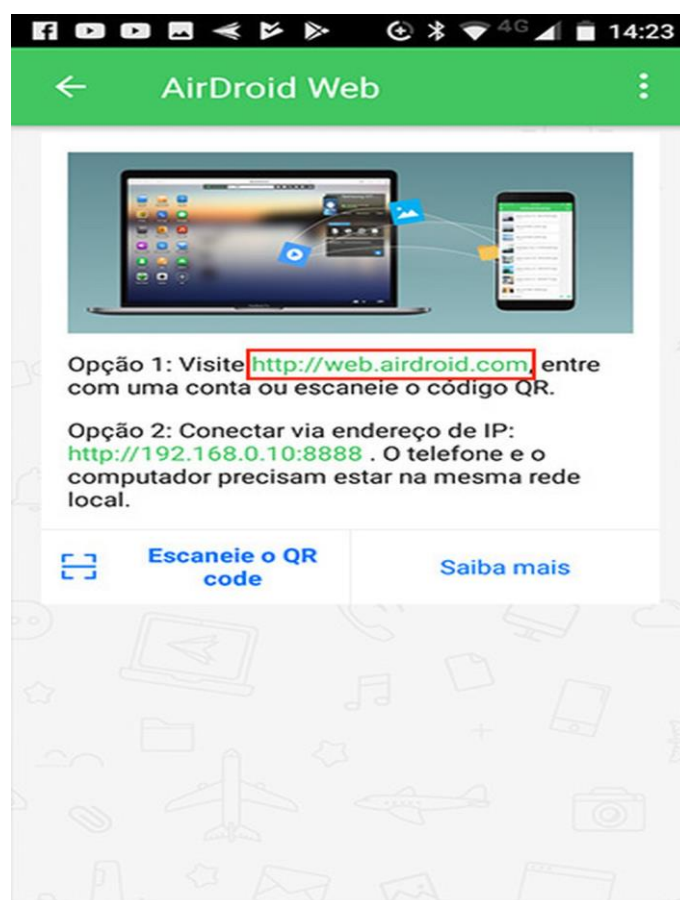 4G 14:23
AirDroid Web
Opção 1: Visite http://web.airdroid.com, entre
com uma conta ou escaneie o código QR.
Opção 2: Conectar via endereço de IP:
http://192.168.0.10:8888 . O telefone e o
computador precisam estar na mesma rede
local.
Escaneie o QR
code
Saiba mais